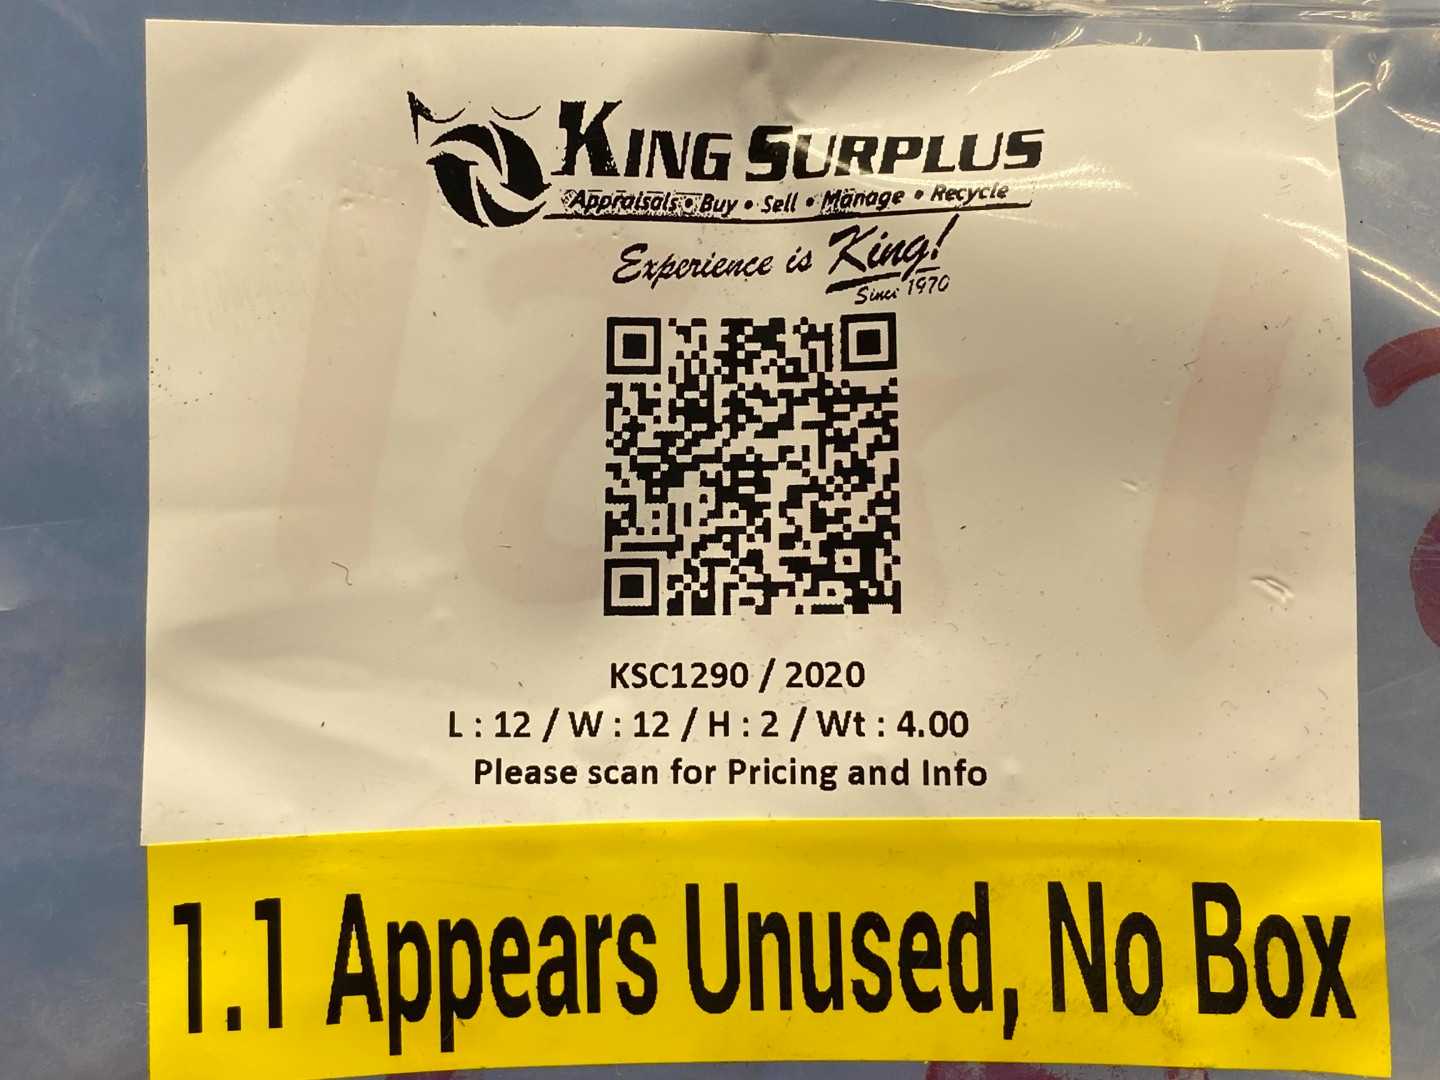 KING SURPLUS
Appraisals • Buy • Sell • Manage • Recycle
Experience is King!
Since 1970
KSC1290 / 2020
L : 12 / W : 12 / H : 2 / Wt : 4.00
Please scan for Pricing and Info
1.1 Appears Unused, No Box